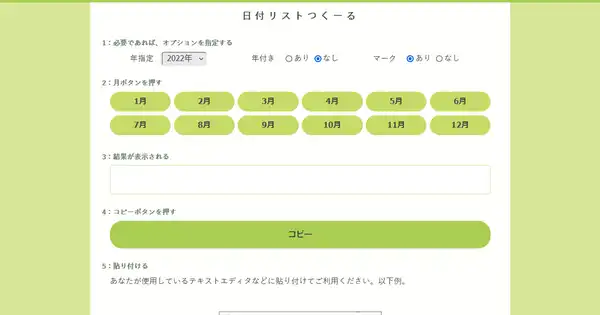 日付リストつくーる
1：必要であれば、オプションを指定する
年指定 2022年 年付き あり なし マーク あり なし
2：月ボタンを押す
1月 2月 3月 4月 5月 6月
7月 8月 9月 10月 11月 12月
3：結果が表示される
4：コピーボタンを押す
コピー
5：貼り付ける
あなたが使用しているテキストエディタなどに貼り付けてご利用ください。以下例。